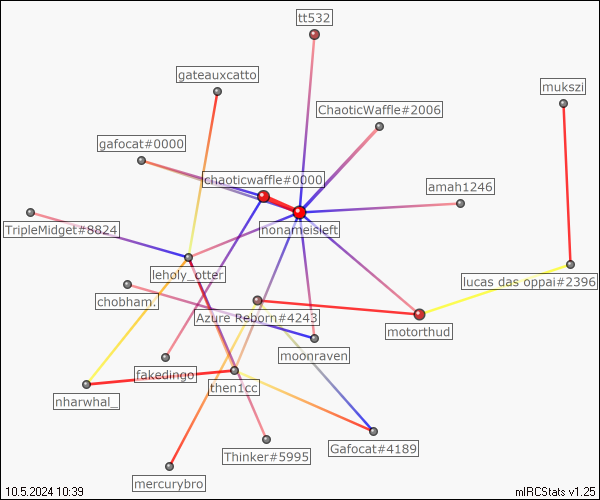 tt532
gateauxcatto
mukszi
ChaoticWaffle#2006
gafocat#0000
chaoticwaffle#0000
amah1246
TripleMidget#8824
nonameisleft
leholy_otter
lucas das oppai#2396
chobham.
Azure Reborn#4243
motorthud
moonraven
fakedingo
then1cc
nharwhal_
Gafocat#4189
Thinker#5995
mercurybro
10.5.2024 10:39
mIRCStats v1.25